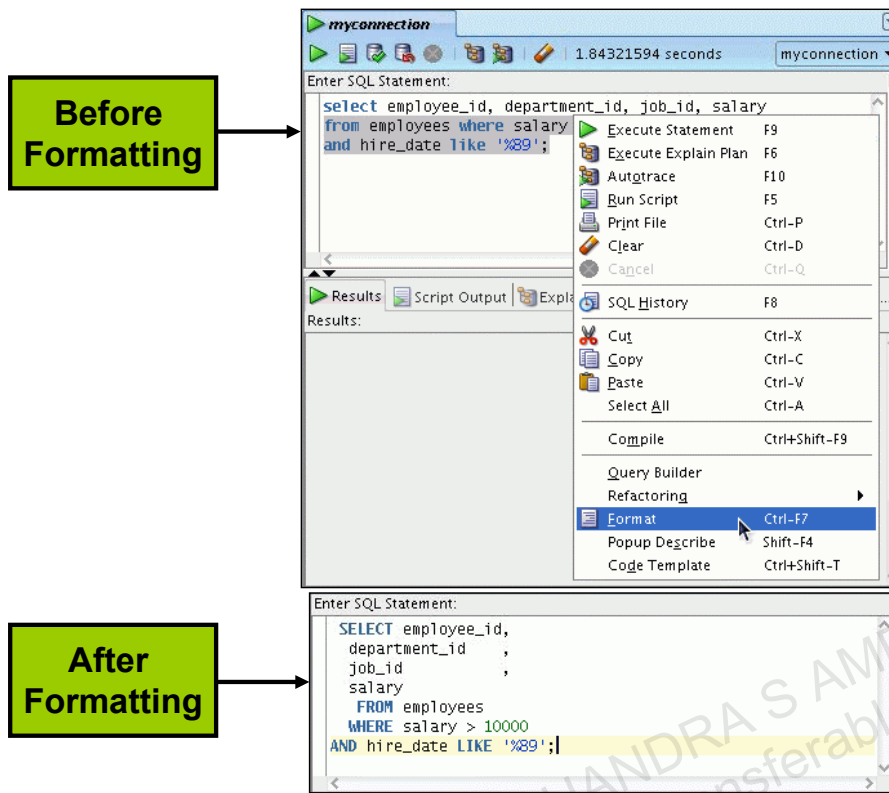 myconnection
1.84321594 seconds
myconnection
Enter SQL Statement:
Before
Formatting
select employee_id, department_id, job_id, salary
from employees where salary
and hire_date like '%89';
Execute Statement F9
Execute Explain Plan F6
Autotrace F10
Run Script F5
Print File Ctrl-P
Clear Ctrl-D
Cancel Ctrl-Q
SQL History F8
Cut Ctrl-X
Copy Ctrl-C
Paste Ctrl-V
Select All Ctrl-A
Compile Ctrl+Shift-F9
Query Builder
Refactoring
Format Ctrl-F7
Popup Describe Shift-F4
Code Template Ctrl+Shift-T
Results
Script Output
Expla
...
Results:
After
Formatting
Enter SQL Statement:
SELECT employee_id,
department_id ,
job_id ,
salary
FROM employees
WHERE salary > 10000
AND hire_date LIKE '%89';